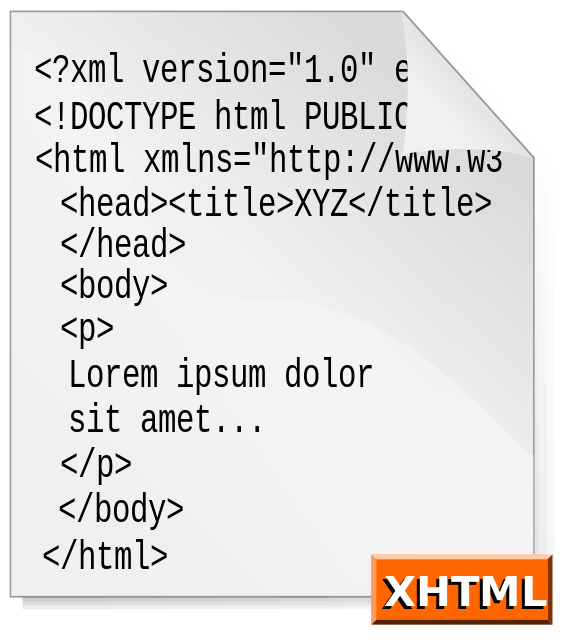 <?xml version="1.0"
<!DOCTYPE html PUBLIC
<html xmlns="http://www.w3
<head><title>XYZ</title>
</head>
<body>
<p>
Lorem ipsum dolor
sit amet...
</p>
</body>
</html>
XHTML